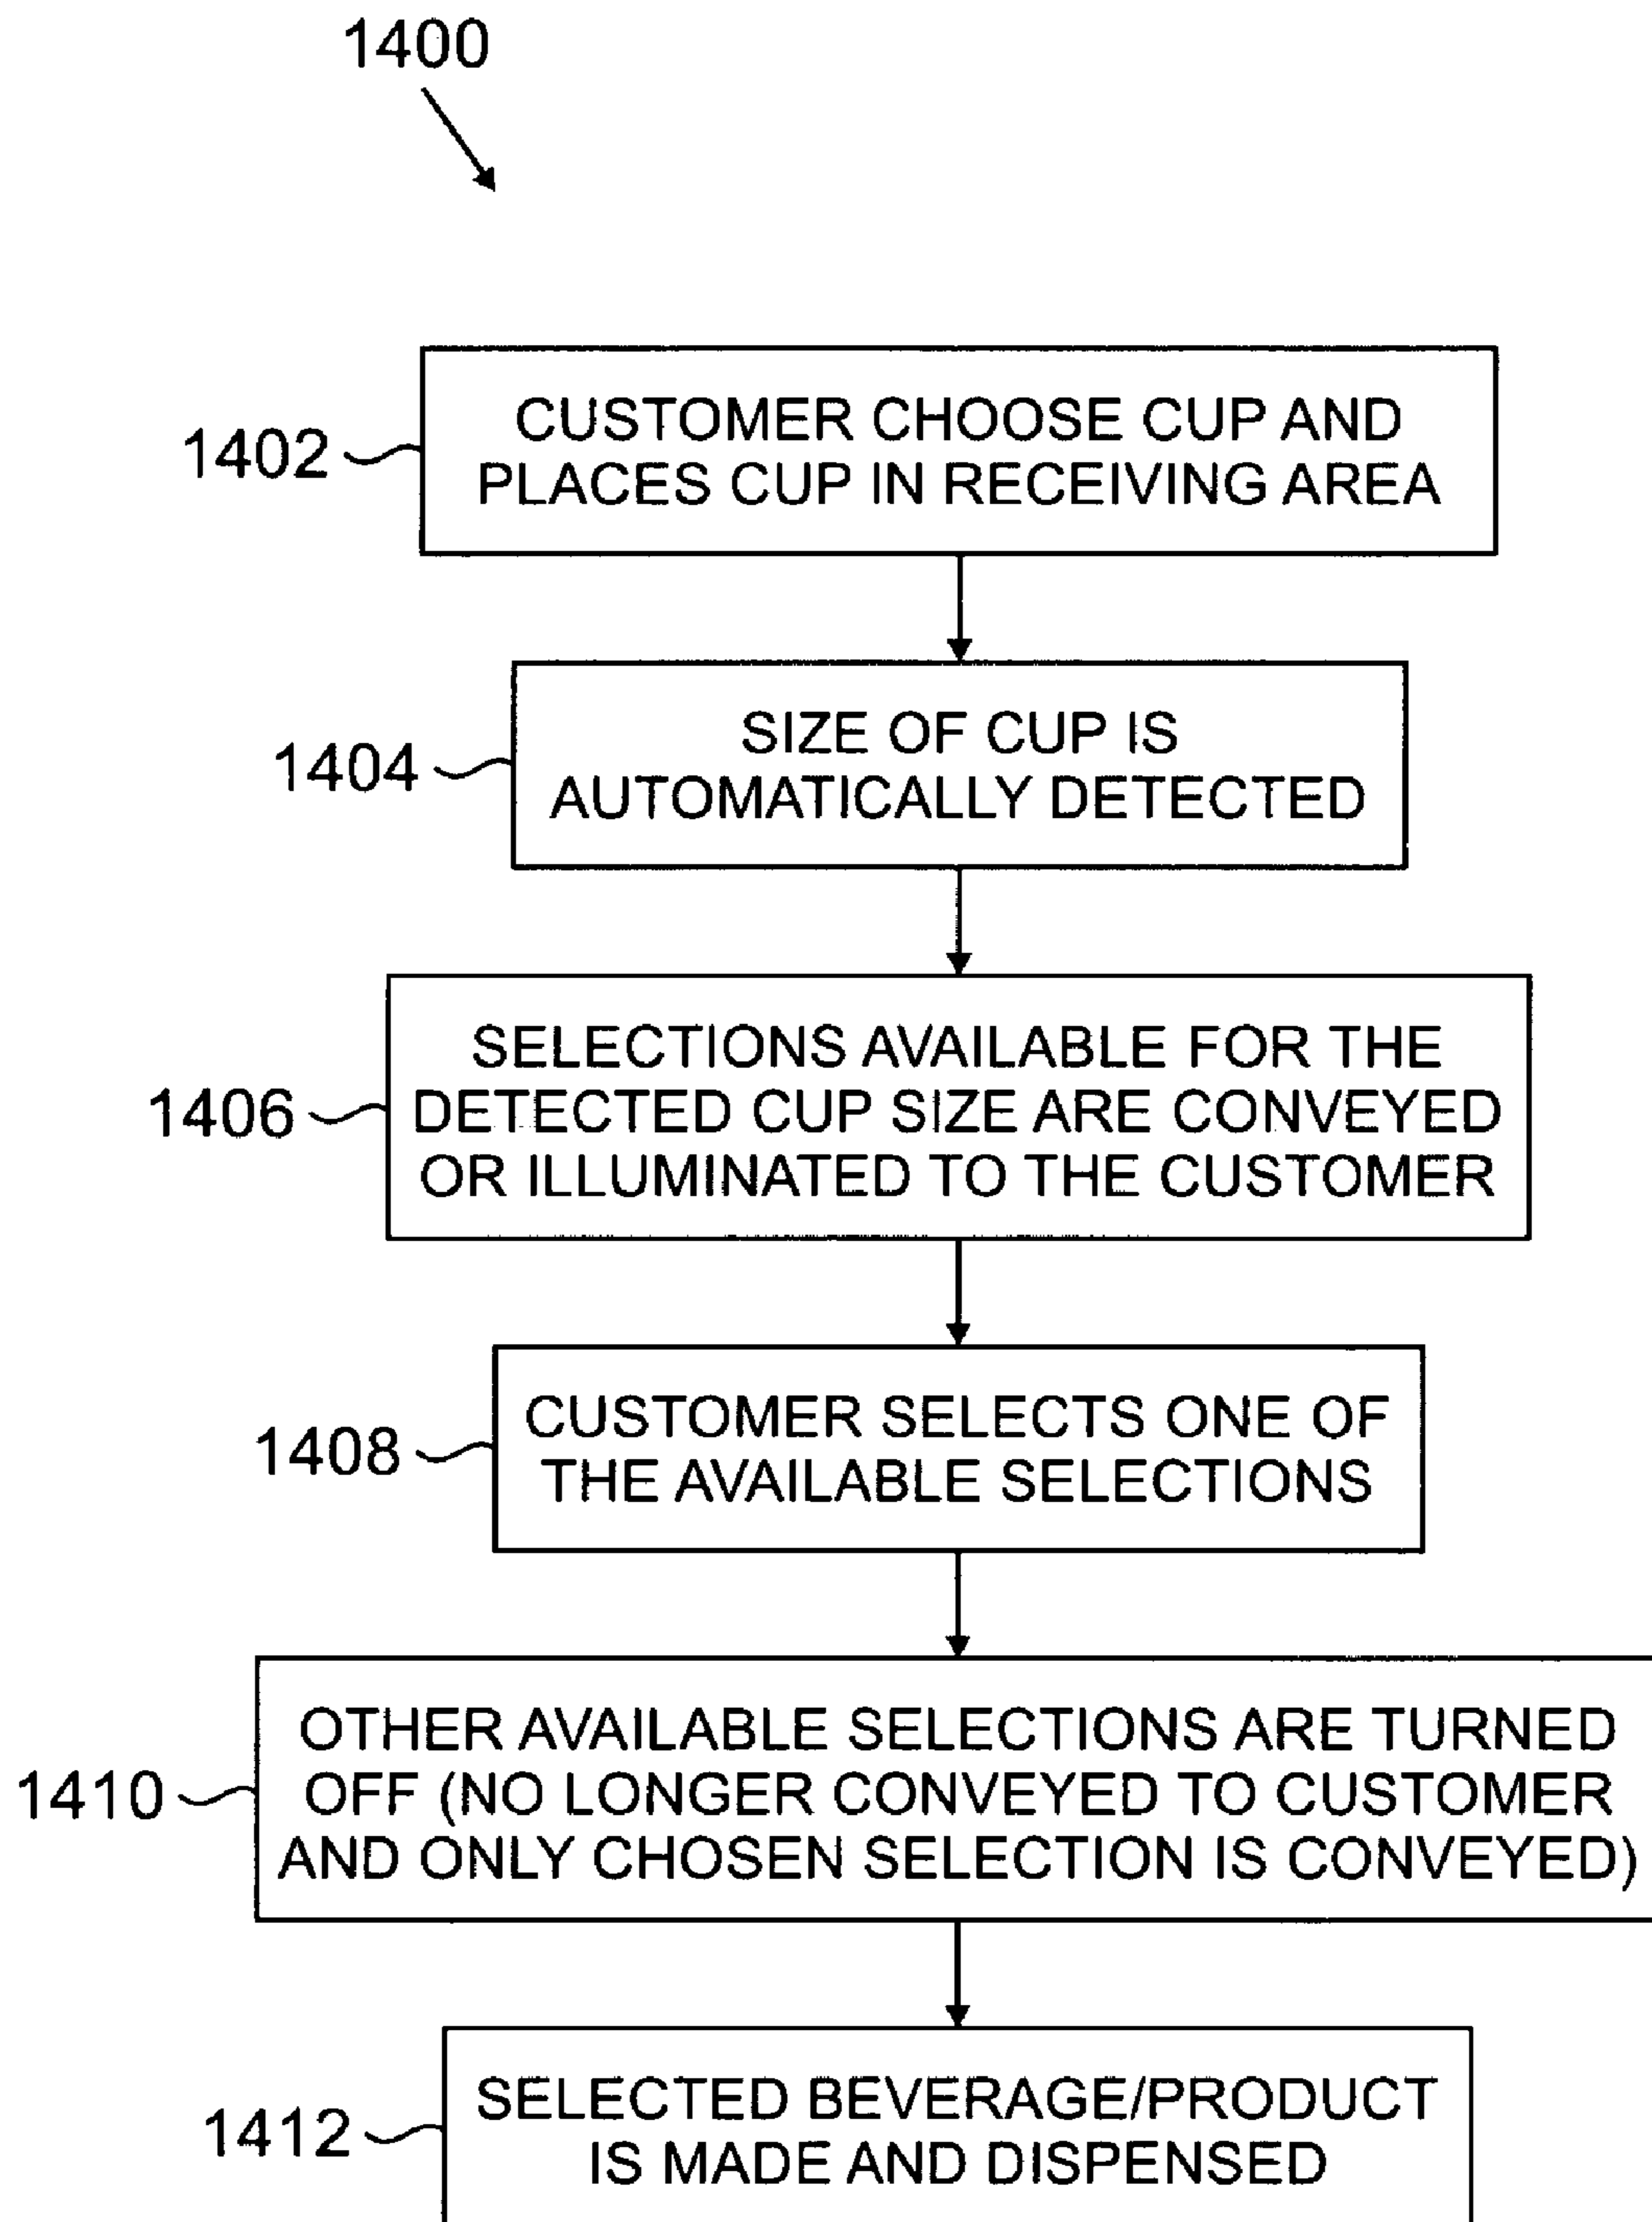 1400
1402
CUSTOMER CHOOSE CUP AND
PLACES CUP IN RECEIVING AREA
1404
SIZE OF CUP IS
AUTOMATICALLY DETECTED
1406
SELECTIONS AVAILABLE FOR THE
DETECTED CUP SIZE ARE CONVEYED
OR ILLUMINATED TO THE CUSTOMER
1408
CUSTOMER SELECTS ONE OF
THE AVAILABLE SELECTIONS
1410
OTHER AVAILABLE SELECTIONS ARE TURNED
OFF (NO LONGER CONVEYED TO CUSTOMER
AND ONLY CHOSEN SELECTION IS CONVEYED)
1412
SELECTED BEVERAGE/PRODUCT
IS MADE AND DISPENSED